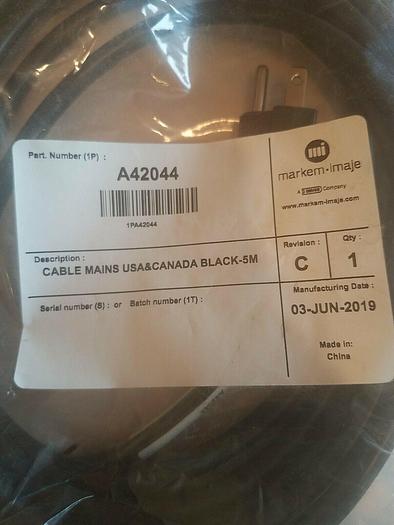 Part. Number (1P) :
A42044
1PA42044
mi
markem-imaje
A DOVER Company
www.markem-imaje.com
Description :
CABLE MAINS USA&CANADA BLACK-5M
Revision :
C
Qty :
1
Serial number (S) : or Batch number (1T) :
Manufacturing Date :
03-JUN-2019
Made in:
China